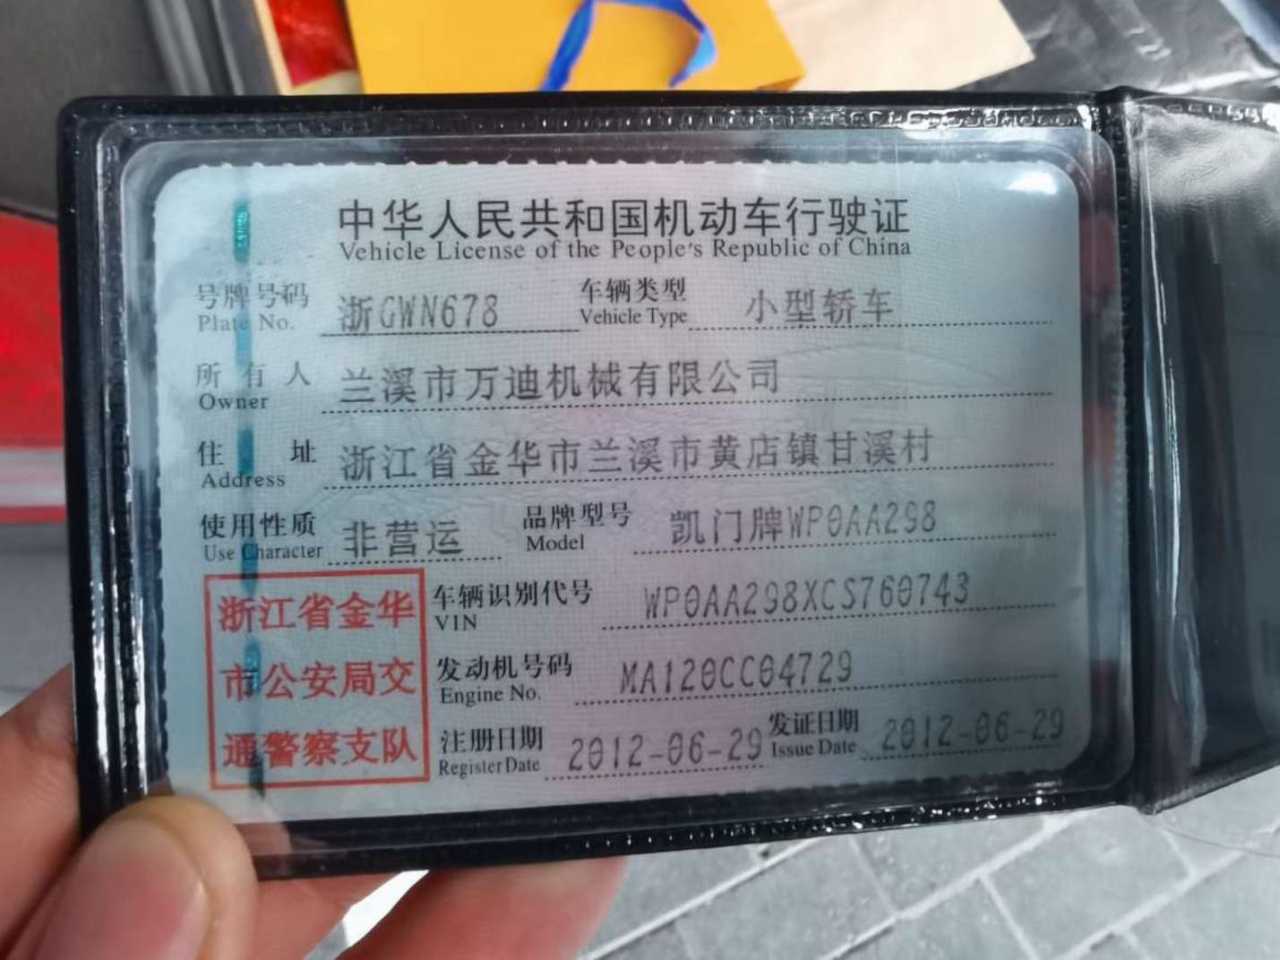 中华人民共和国机动车行驶证
Vehicle License of the People's Republic of China
号牌号码 浙GWN678 车辆类型 小型轿车
Plate No. Vehicle Type
所有人 兰溪市万迪机械有限公司
Owner
住址 浙江省金华市兰溪市黄店镇甘溪村
Address
使用性质 非营运 品牌型号 凯门牌WP0AA298
Use Character Model
浙江省金华
市公安局交
通警察支队
车辆识别代号 WP0AA298XCS760743
VIN
发动机号码 MA120CC04729
Engine No.
注册日期 2012-06-29 发证日期 2012-06-29
Register Date Issue Date